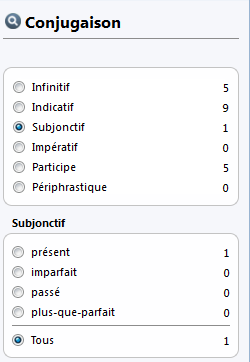 Conjugaison
Infinitif 5
Indicatif 9
Subjonctif 1
Impératif 0
Participe 5
Périphrastique 0
Subjonctif
présent 1
imparfait 0
passé 0
plus-que-parfait 0
Tous 1